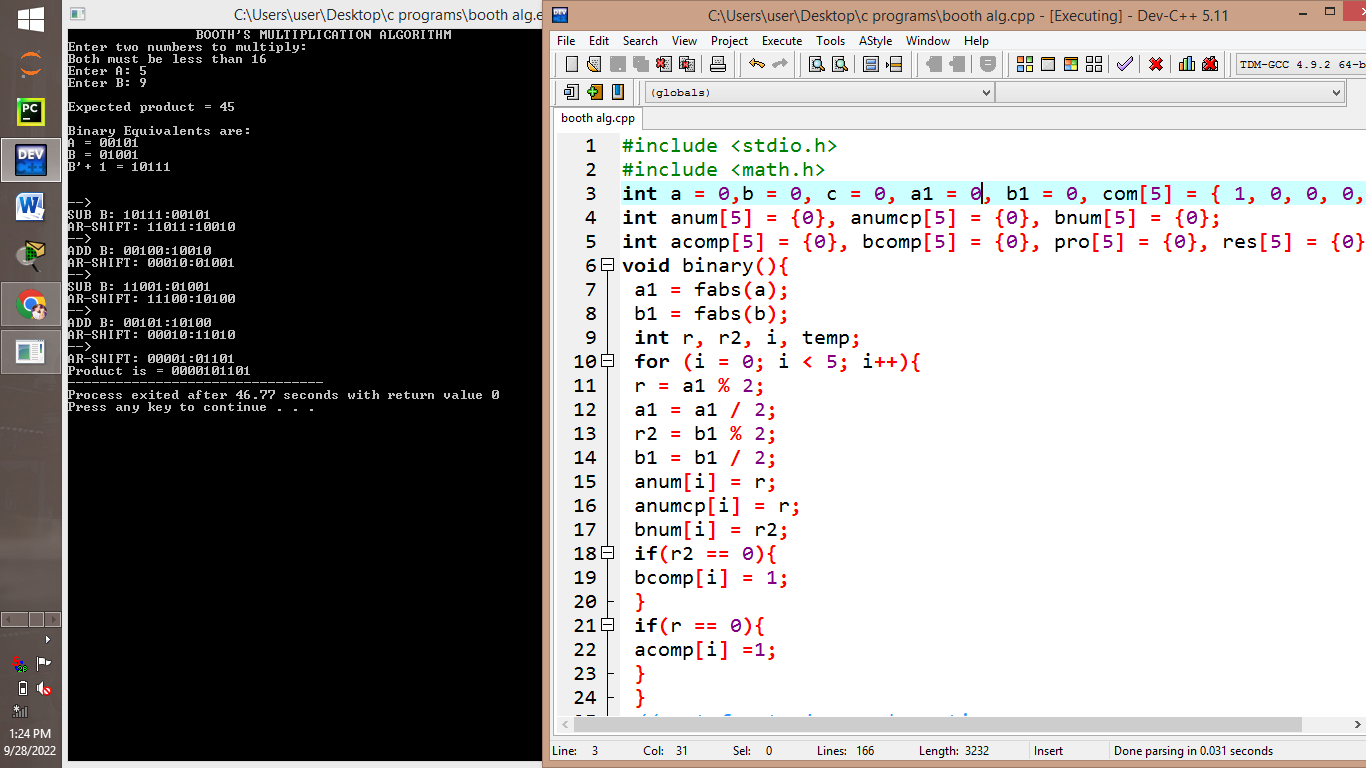 C:\Users\user\Desktop\c programs\booth alg.e
BOOTH'S MULTIPLICATION ALGORITHM
Enter two numbers to multiply:
Both must be less than 16
Enter A: 5
Enter B: 9
Expected product = 45
Binary Equivalents are:
A = 00101
B = 01001
B'+ 1 = 10111
-->
SUB B: 10111:00101
AR-SHIFT: 11011:10010
-->
ADD B: 00100:10010
AR-SHIFT: 00010:01001
-->
SUB B: 11001:01001
AR-SHIFT: 11100:10100
-->
ADD B: 00101:10100
AR-SHIFT: 00010:11010
-->
AR-SHIFT: 00001:01101
Product is = 0000101101
--------------------------------
Process exited after 46.77 seconds with return value 0
Press any key to continue . . .
PC
DEV
C++
W
1:24 PM
9/28/2022
C:\Users\user\Desktop\c programs\booth alg.cpp - [Executing] - Dev-C++ 5.11
File Edit Search View Project Execute Tools AStyle Window Help
TDM-GCC 4.9.2 64-b
(globals)
booth alg.cpp
1 #include <stdio.h>
2 #include <math.h>
3 int a = 0,b = 0, c = 0, a1 = 0, b1 = 0, com[5] = { 1, 0, 0, 0,
4 int anum[5] = {0}, anumcp[5] = {0}, bnum[5] = {0};
5 int acomp[5] = {0}, bcomp[5] = {0}, pro[5] = {0}, res[5] = {0}
6 void binary(){
7 a1 = fabs(a);
8 b1 = fabs(b);
9 int r, r2, i, temp;
10 for (i = 0; i < 5; i++){
11 r = a1 % 2;
12 a1 = a1 / 2;
13 r2 = b1 % 2;
14 b1 = b1 / 2;
15 anum[i] = r;
16 anumcp[i] = r;
17 bnum[i] = r2;
18 if(r2 == 0){
19 bcomp[i] = 1;
20 }
21 if(r == 0){
22 acomp[i] =1;
23 }
24 }
Line: 3 Col: 31 Sel: 0 Lines: 166 Length: 3232 Insert Done parsing in 0.031 seconds